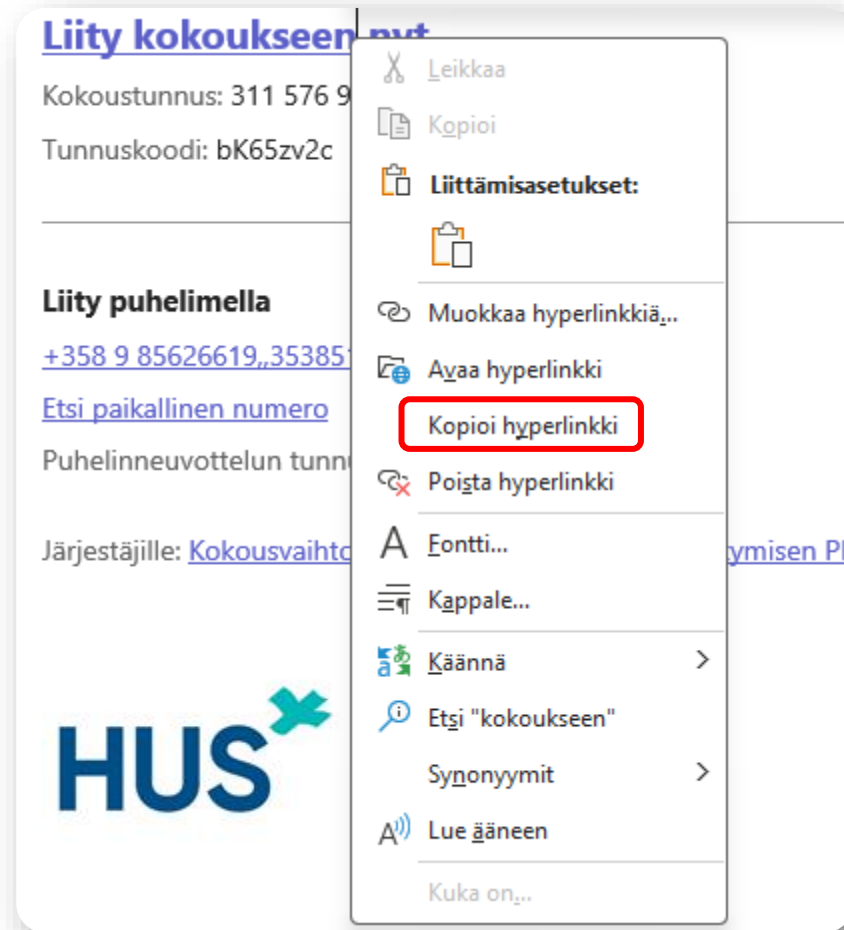 Liity kokoukseen nyt
Kokoustunnus: 311 576 9
Tunnuskoodi: bK65zv2c
Liity puhelimella
+358 9 85626619,,35385
Etsi paikallinen numero
Puhelinneuvottelun
Järjestäjille: Kokousvaihto
ymisen
HUS
Leikkaa
Kopioi
Liittämisasetukset:
Muokkaa hyperlinkkiä...
Avaa hyperlinkki
Kopioi hyperlinkki
Poista hyperlinkki
Fontti...
Kappale...
Käännä
Etsi "kokoukseen"
Synonyymit
Lue ääneen
Kuka on...